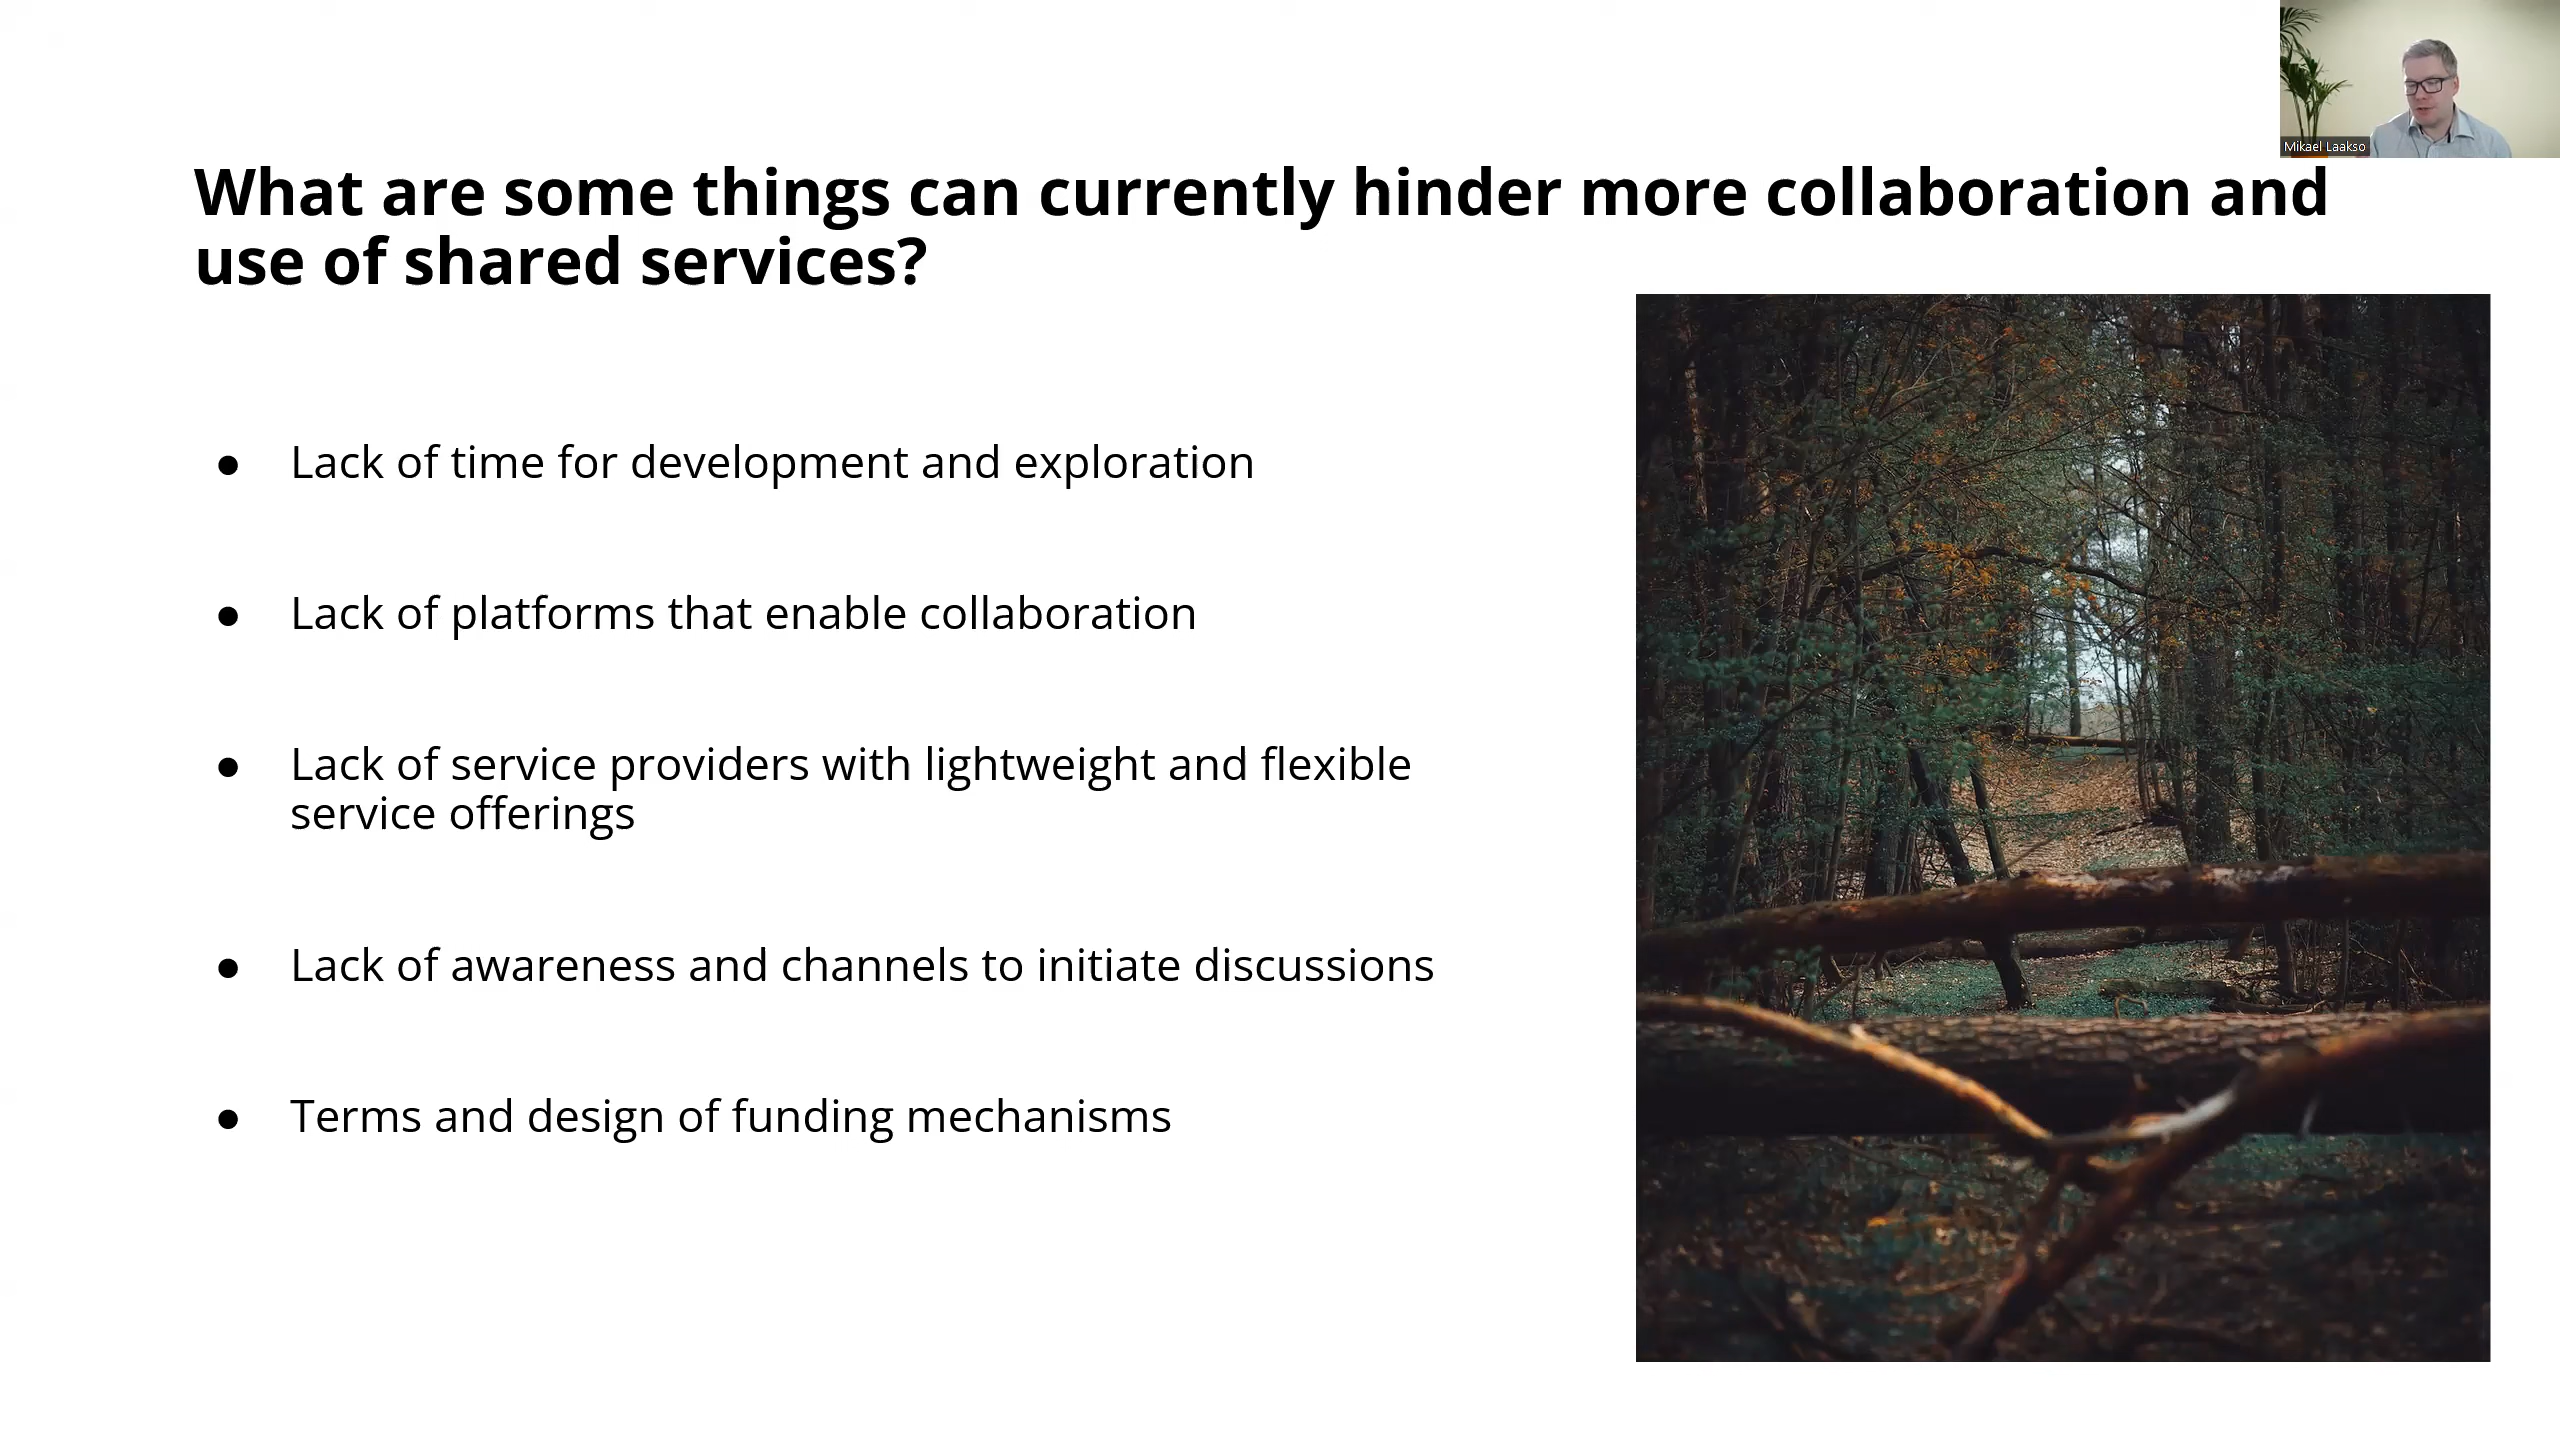 Mikael Laakso
What are some things can currently hinder more collaboration and
use of shared services?
● Lack of time for development and exploration
● Lack of platforms that enable collaboration
● Lack of service providers with lightweight and flexible
service offerings
● Lack of awareness and channels to initiate discussions
● Terms and design of funding mechanisms